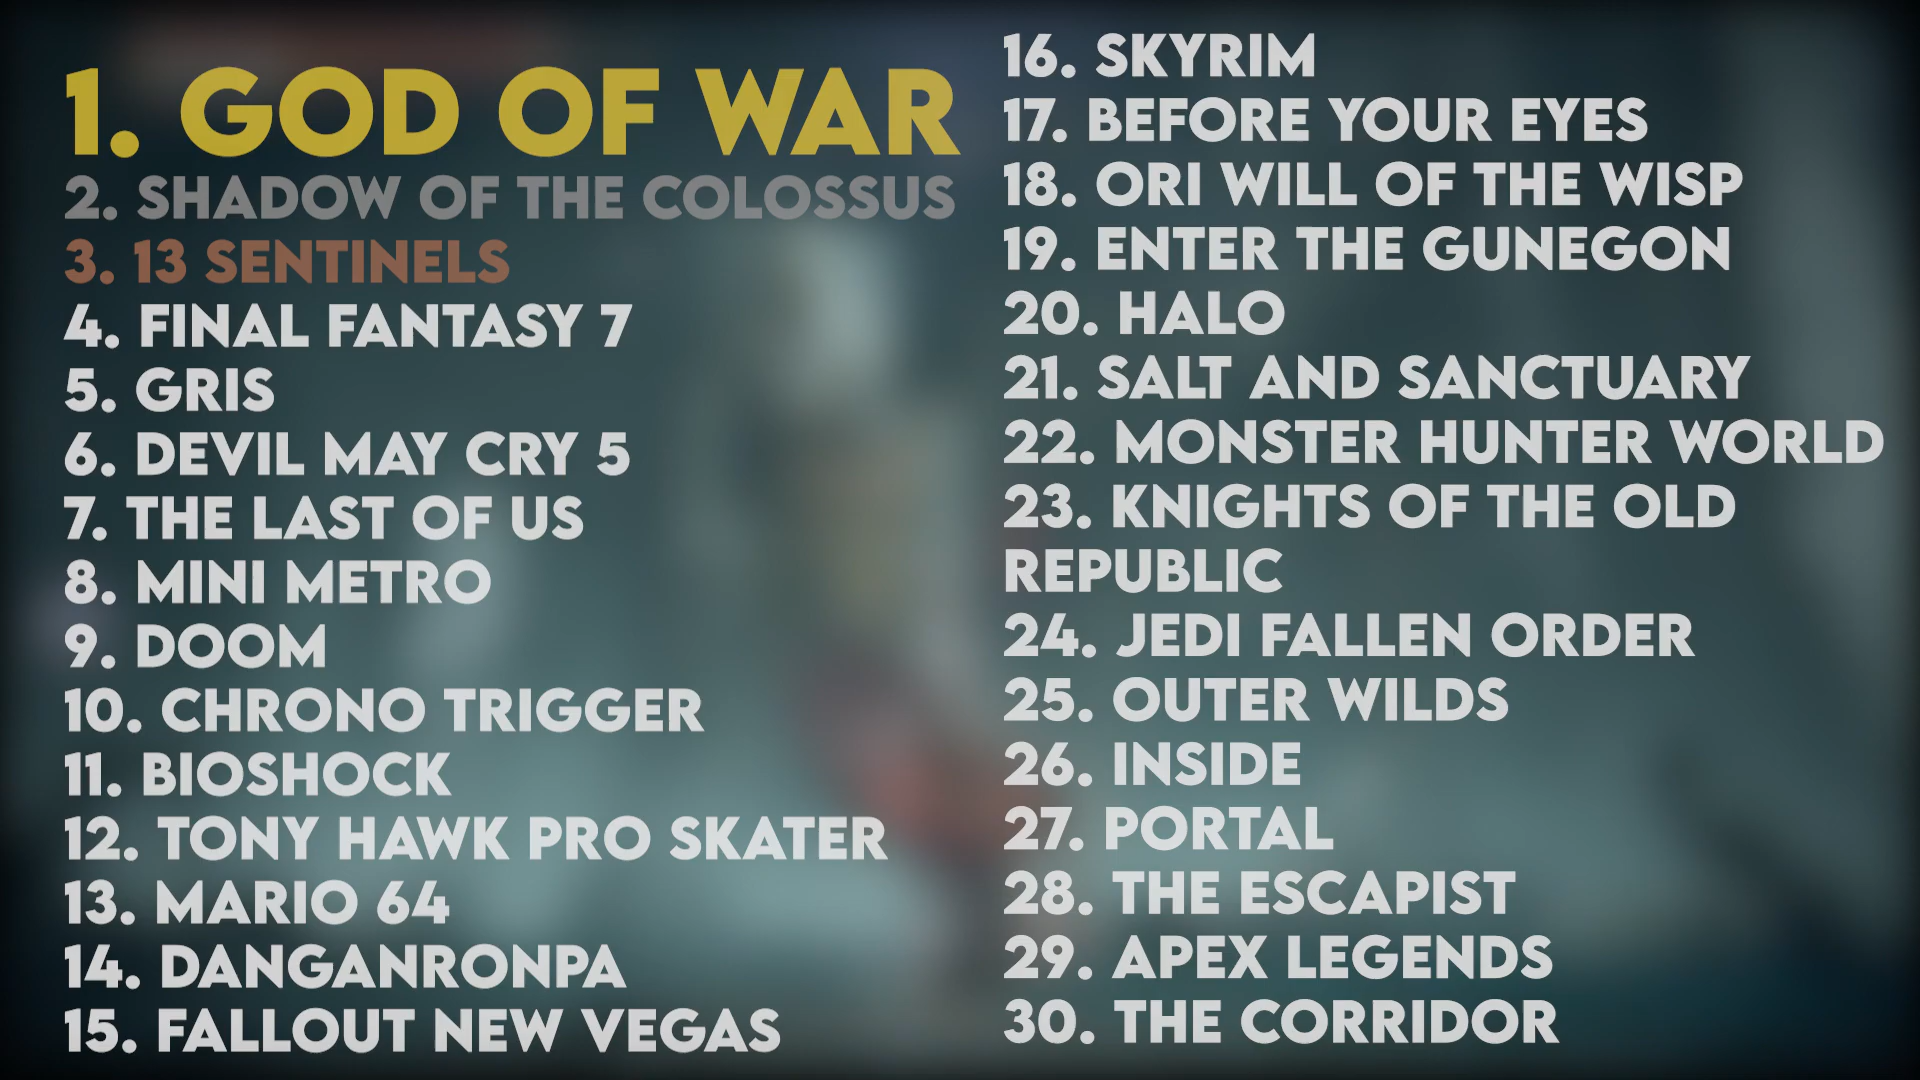 1. GOD OF WAR
2. SHADOW OF THE COLOSSUS
3. 13 SENTINELS
4. FINAL FANTASY 7
5. GRIS
6. DEVIL MAY CRY 5
7. THE LAST OF US
8. MINI METRO
9. DOOM
10. CHRONO TRIGGER
11. BIOSHOCK
12. TONY HAWK PRO SKATER
13. MARIO 64
14. DANGANRONPA
15. FALLOUT NEW VEGAS
16. SKYRIM
17. BEFORE YOUR EYES
18. ORI WILL OF THE WISP
19. ENTER THE GUNEGON
20. HALO
21. SALT AND SANCTUARY
22. MONSTER HUNTER WORLD
23. KNIGHTS OF THE OLD
REPUBLIC
24. JEDI FALLEN ORDER
25. OUTER WILDS
26. INSIDE
27. PORTAL
28. THE ESCAPIST
29. APEX LEGENDS
30. THE CORRIDOR